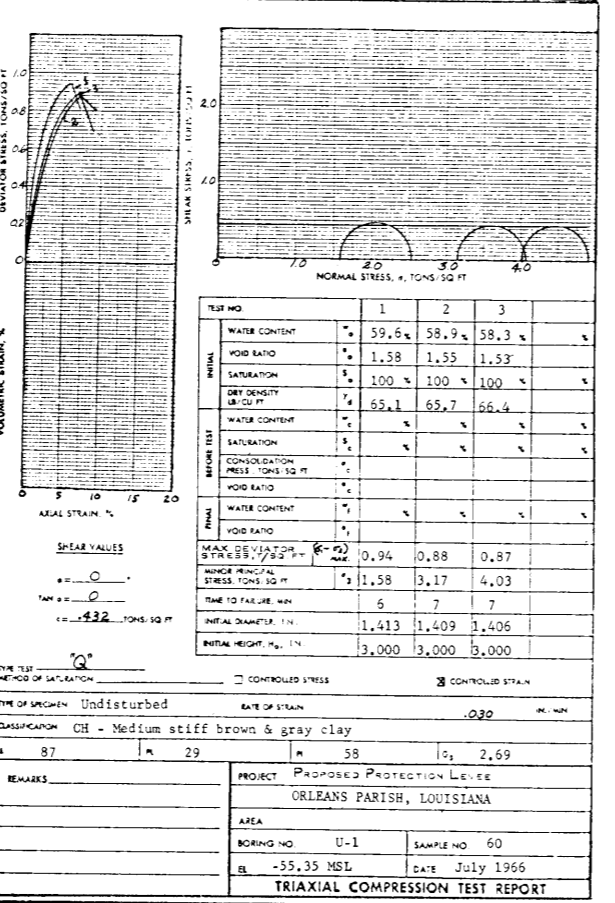 DEVIATOR STRESS, TONS/SQ FT
1.0
0.8
0.6
0.4
0.2
0
1
3
2
SHEAR STRESS, TONS/SQ FT
2.0
1.0
0 1.0 2.0 3.0 4.0
NORMAL STRESS, σ, TONS/SQ FT
VOLUMETRIC STRAIN, %
0 5 10 15 20
AXIAL STRAIN, %
SHEAR VALUES
ø = 0 °
TAN ø = 0
c = .432 TONS/SQ FT
TEST NO. 1 2 3
INITIAL
WATER CONTENT w₀ 59.6% 58.9% 58.3% %
VOID RATIO e₀ 1.58 1.55 1.53
SATURATION S₀ 100 % 100 % 100 % %
DRY DENSITY LB/CU FT γd 65.1 65.7 66.4
BEFORE TEST
WATER CONTENT wc % % % %
SATURATION Sc % % % %
CONSOLIDATION PRESS, TONS/SQ FT
VOID RATIO ec
FINAL
WATER CONTENT wf % % % %
VOID RATIO ef
MAX DEVIATOR STRESS, T/SQ FT (σ₁-σ₃) MAX. 0.94 0.88 0.87
MINOR PRINCIPAL STRESS, TONS/SQ FT σ₃ 1.58 3.17 4.03
TIME TO FAILURE, MIN 6 7 7
INITIAL DIAMETER, IN. 1.413 1.409 1.406
INITIAL HEIGHT, H₀, IN. 3.000 3.000 3.000
TYPE TEST "Q"
METHOD OF SATURATION
CONTROLLED STRESS
CONTROLLED STRAIN
TYPE OF SPECIMEN Undisturbed RATE OF STRAIN .030 IN./MIN
CLASSIFICATION CH - Medium stiff brown & gray clay
87 PL 29 PI 58 Gs 2.69
REMARKS
PROJECT PROPOSED PROTECTION LEVEE
ORLEANS PARISH, LOUISIANA
AREA
BORING NO. U-1 SAMPLE NO. 60
EL -55.35 MSL DATE July 1966
TRIAXIAL COMPRESSION TEST REPORT